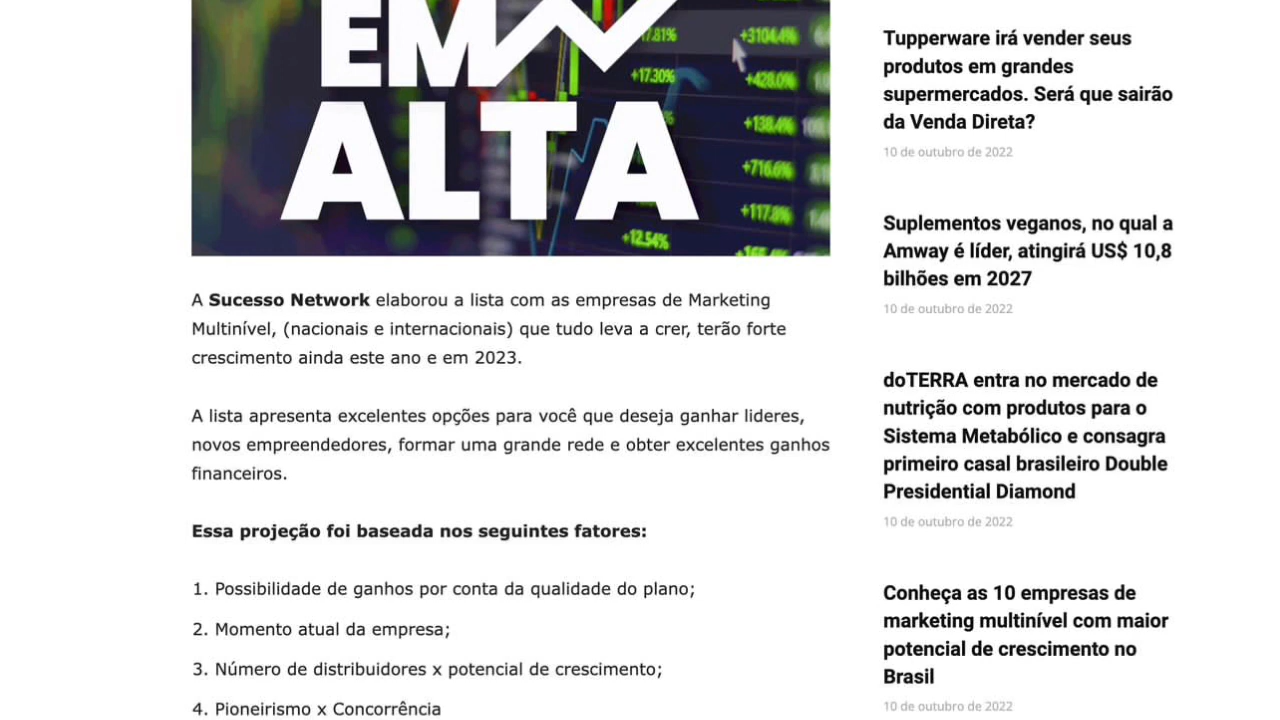 EM
ALTA
7.81%
+3104.4%
+17.30%
+428.0%
+138.4%
+716.6%
+117.8%
+12.54%
A Sucesso Network elaborou a lista com as empresas de Marketing
Multinível, (nacionais e internacionais) que tudo leva a crer, terão forte
crescimento ainda este ano e em 2023.
A lista apresenta excelentes opções para você que deseja ganhar lideres,
novos empreendedores, formar uma grande rede e obter excelentes ganhos
financeiros.
Essa projeção foi baseada nos seguintes fatores:
1. Possibilidade de ganhos por conta da qualidade do plano;
2. Momento atual da empresa;
3. Número de distribuidores x potencial de crescimento;
4. Pioneirismo x Concorrência
Tupperware irá vender seus
produtos em grandes
supermercados. Será que sairão
da Venda Direta?
10 de outubro de 2022
Suplementos veganos, no qual a
Amway é líder, atingirá US$ 10,8
bilhões em 2027
10 de outubro de 2022
doTERRA entra no mercado de
nutrição com produtos para o
Sistema Metabólico e consagra
primeiro casal brasileiro Double
Presidential Diamond
10 de outubro de 2022
Conheça as 10 empresas de
marketing multinível com maior
potencial de crescimento no
Brasil
10 de outubro de 2022